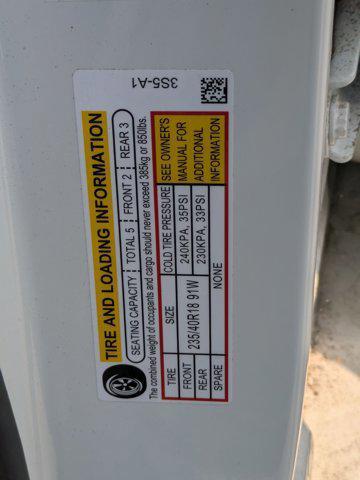 3S5-A1
TIRE AND LOADING INFORMATION
SEATING CAPACITY TOTAL 5 FRONT 2 REAR 3
The combined weight of occupants and cargo should never exceed 385kg or 850lbs.
TIRE SIZE COLD TIRE PRESSURE SEE OWNER'S
FRONT 235/40R18 91W 240KPA, 35PSI MANUAL FOR
REAR 230KPA, 33PSI ADDITIONAL
SPARE NONE INFORMATION